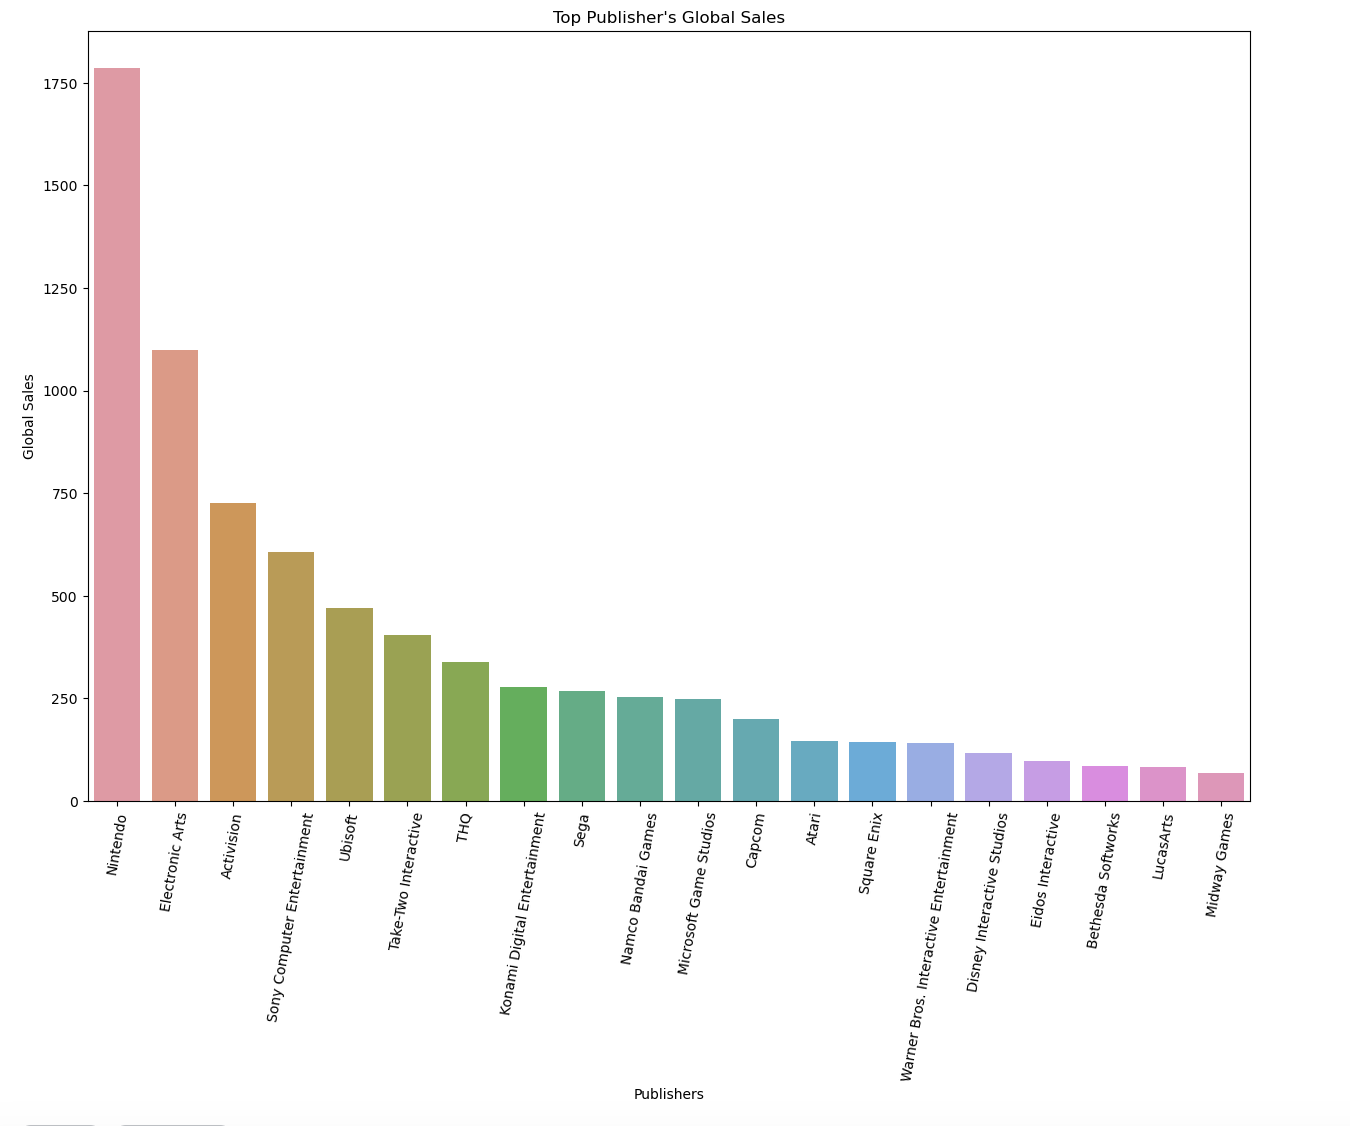 Top Publisher's Global Sales
Global Sales
1750
1500
1250
1000
750
500
250
0
Nintendo
Electronic Arts
Activision
Sony Computer Entertainment
Ubisoft
Take-Two Interactive
THQ
Konami Digital Entertainment
Sega
Namco Bandai Games
Microsoft Game Studios
Capcom
Atari
Square Enix
Warner Bros. Interactive Entertainment
Disney Interactive Studios
Eidos Interactive
Bethesda Softworks
LucasArts
Midway Games
Publishers